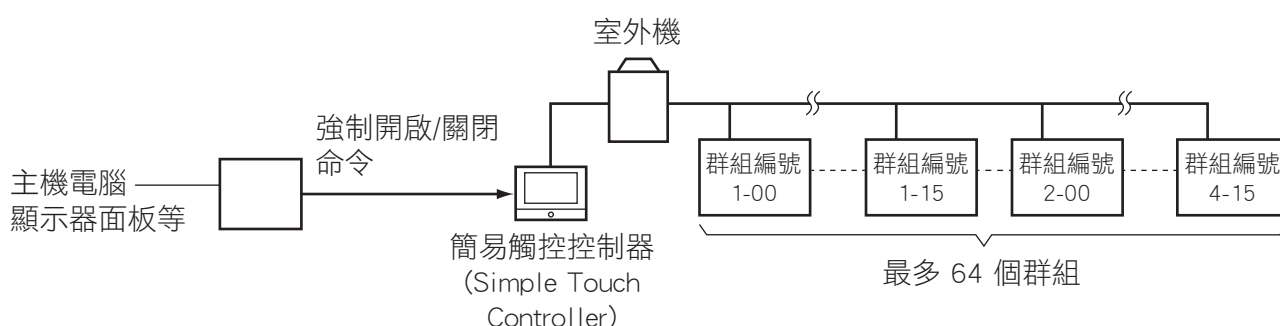 室外機
強制開啟/關閉
命令
主機電腦
顯示器面板等
群組編號
1-00
群組編號
1-15
群組編號
2-00
群組編號
4-15
簡易觸控控制器
(Simple Touch
Controller)
最多 64 個群組